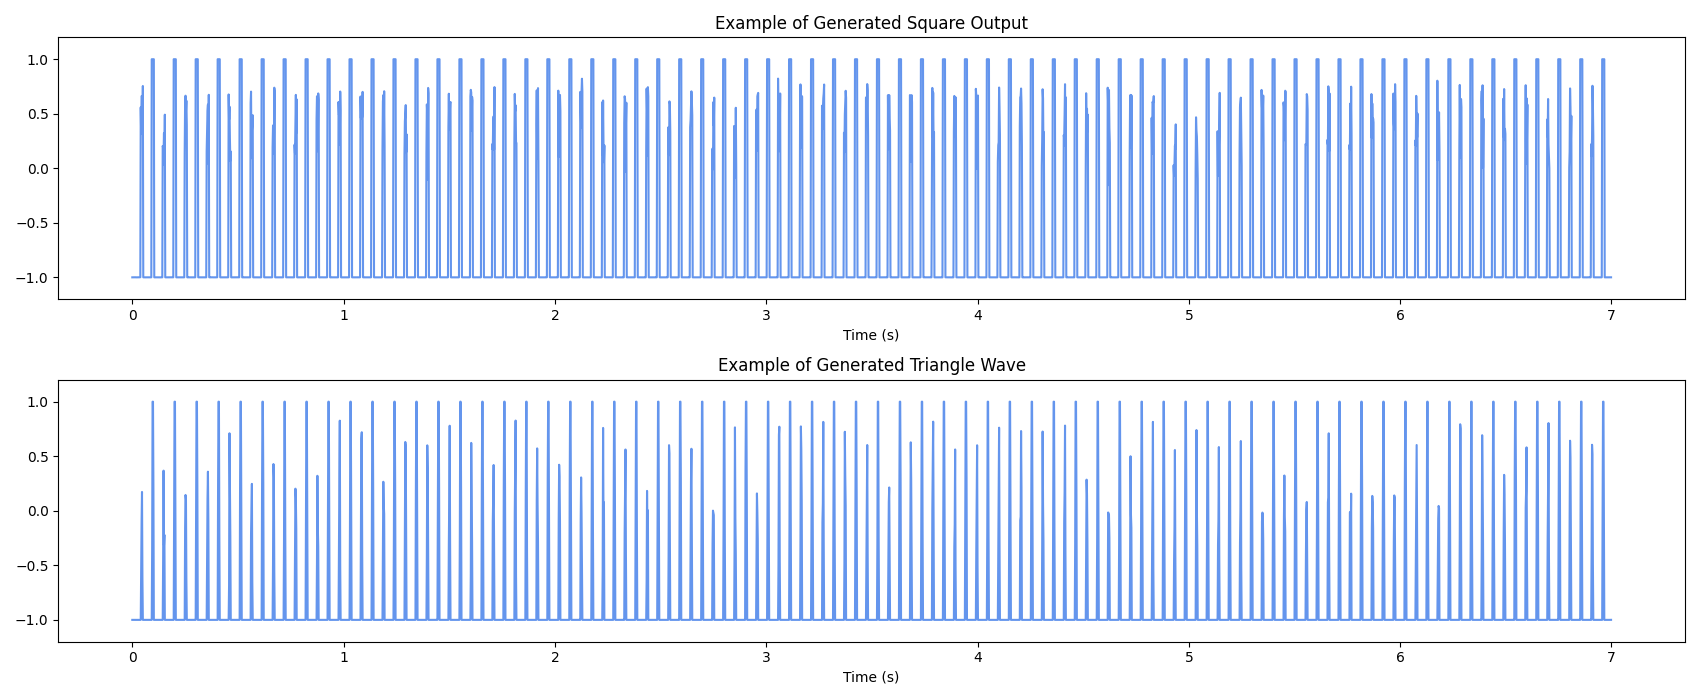 Example of Generated Square Output
1.0
0.5
0.0
−0.5
−1.0
0 1 2 3 4 5 6 7
Time (s)
Example of Generated Triangle Wave
1.0
0.5
0.0
−0.5
−1.0
0 1 2 3 4 5 6 7
Time (s)